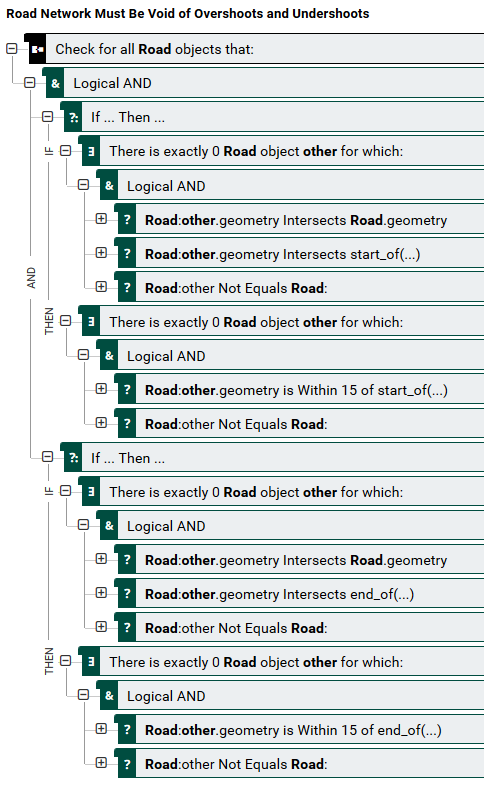 Road Network Must Be Void of Overshoots and Undershoots
Check for all Road objects that:
& Logical AND
?: If ... Then ...
IF
∃ There is exactly 0 Road object other for which:
& Logical AND
? Road:other.geometry Intersects Road.geometry
? Road:other.geometry Intersects start_of(...)
? Road:other Not Equals Road:
THEN
∃ There is exactly 0 Road object other for which:
& Logical AND
? Road:other.geometry is Within 15 of start_of(...)
? Road:other Not Equals Road:
AND
?: If ... Then ...
IF
∃ There is exactly 0 Road object other for which:
& Logical AND
? Road:other.geometry Intersects Road.geometry
? Road:other.geometry Intersects end_of(...)
? Road:other Not Equals Road:
THEN
∃ There is exactly 0 Road object other for which:
& Logical AND
? Road:other.geometry is Within 15 of end_of(...)
? Road:other Not Equals Road: